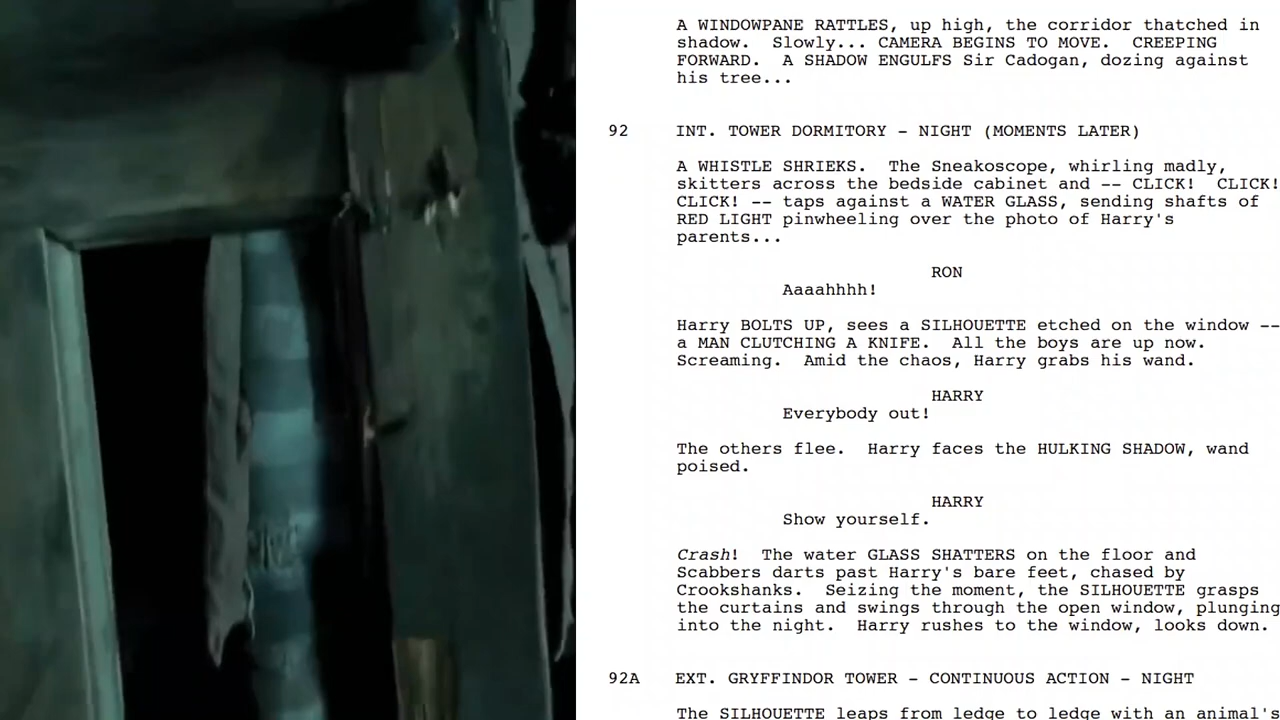 A WINDOWPANE RATTLES, up high, the corridor thatched in
shadow.  Slowly... CAMERA BEGINS TO MOVE.  CREEPING
FORWARD.  A SHADOW ENGULFS Sir Cadogan, dozing against
his tree...
92 INT. TOWER DORMITORY - NIGHT (MOMENTS LATER)
A WHISTLE SHRIEKS.  The Sneakoscope, whirling madly,
skitters across the bedside cabinet and -- CLICK!  CLICK!
CLICK! -- taps against a WATER GLASS, sending shafts of
RED LIGHT pinwheeling over the photo of Harry's
parents...
RON
Aaaahhhh!
Harry BOLTS UP, sees a SILHOUETTE etched on the window --
a MAN CLUTCHING A KNIFE.  All the boys are up now.
Screaming.  Amid the chaos, Harry grabs his wand.
HARRY
Everybody out!
The others flee.  Harry faces the HULKING SHADOW, wand
poised.
HARRY
Show yourself.
Crash!  The water GLASS SHATTERS on the floor and
Scabbers darts past Harry's bare feet, chased by
Crookshanks.  Seizing the moment, the SILHOUETTE grasps
the curtains and swings through the open window, plunging
into the night.  Harry rushes to the window, looks down.
92A EXT. GRYFFINDOR TOWER - CONTINUOUS ACTION - NIGHT
The SILHOUETTE leaps from ledge to ledge with an animal's